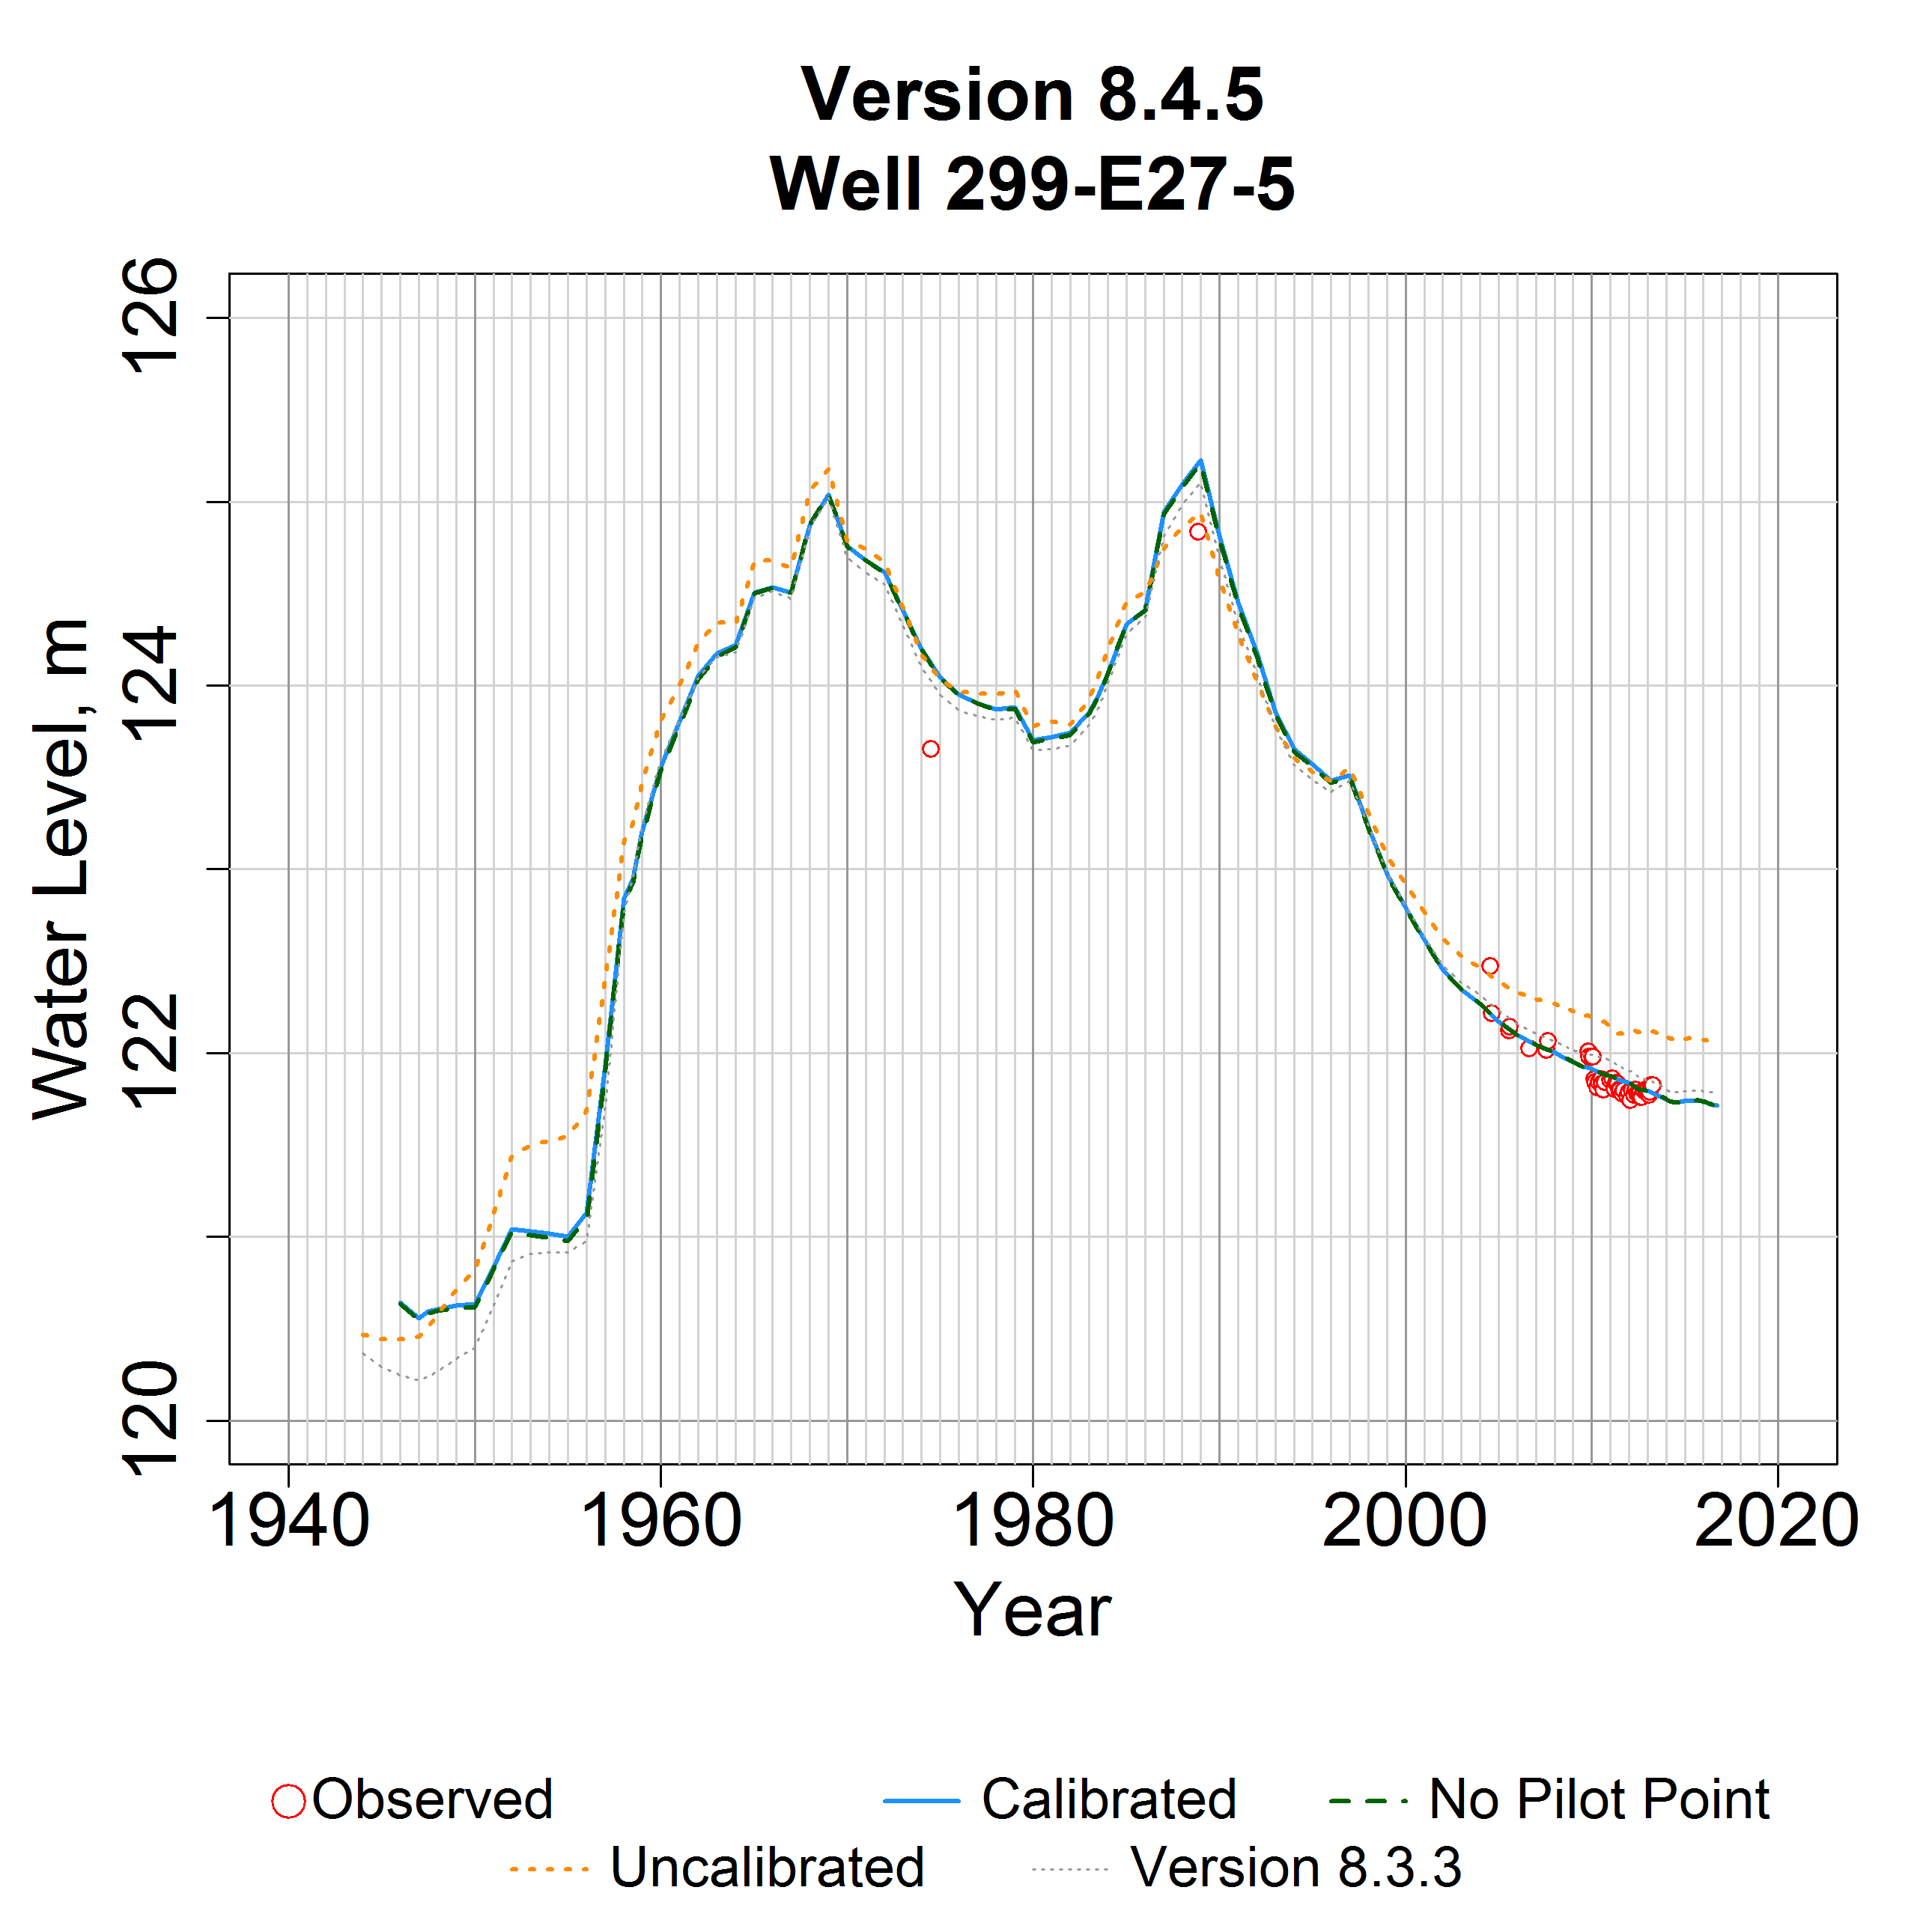 Version 8.4.5
Well 299-E27-5
Water Level, m
126
124
122
120
1940 1960 1980 2000 2020
Year
Observed Calibrated No Pilot Point
Uncalibrated Version 8.3.3